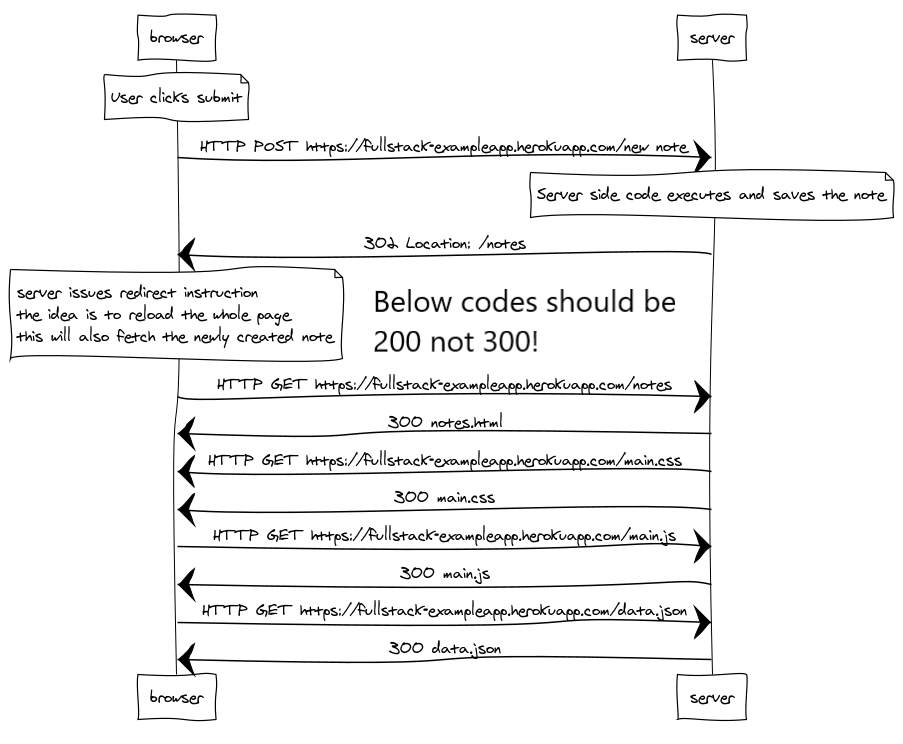 browser
server
User clicks submit
HTTP POST https://fullstack-exampleapp.herokuapp.com/new note
Server side code executes and saves the note
302 Location: /notes
server issues redirect instruction
the idea is to reload the whole page
this will also fetch the newly created note
Below codes should be
200 not 300!
HTTP GET https://fullstack-exampleapp.herokuapp.com/notes
300 notes.html
HTTP GET https://fullstack-exampleapp.herokuapp.com/main.css
300 main.css
HTTP GET https://fullstack-exampleapp.herokuapp.com/main.js
300 main.js
HTTP GET https://fullstack-exampleapp.herokuapp.com/data.json
300 data.json
browser
server